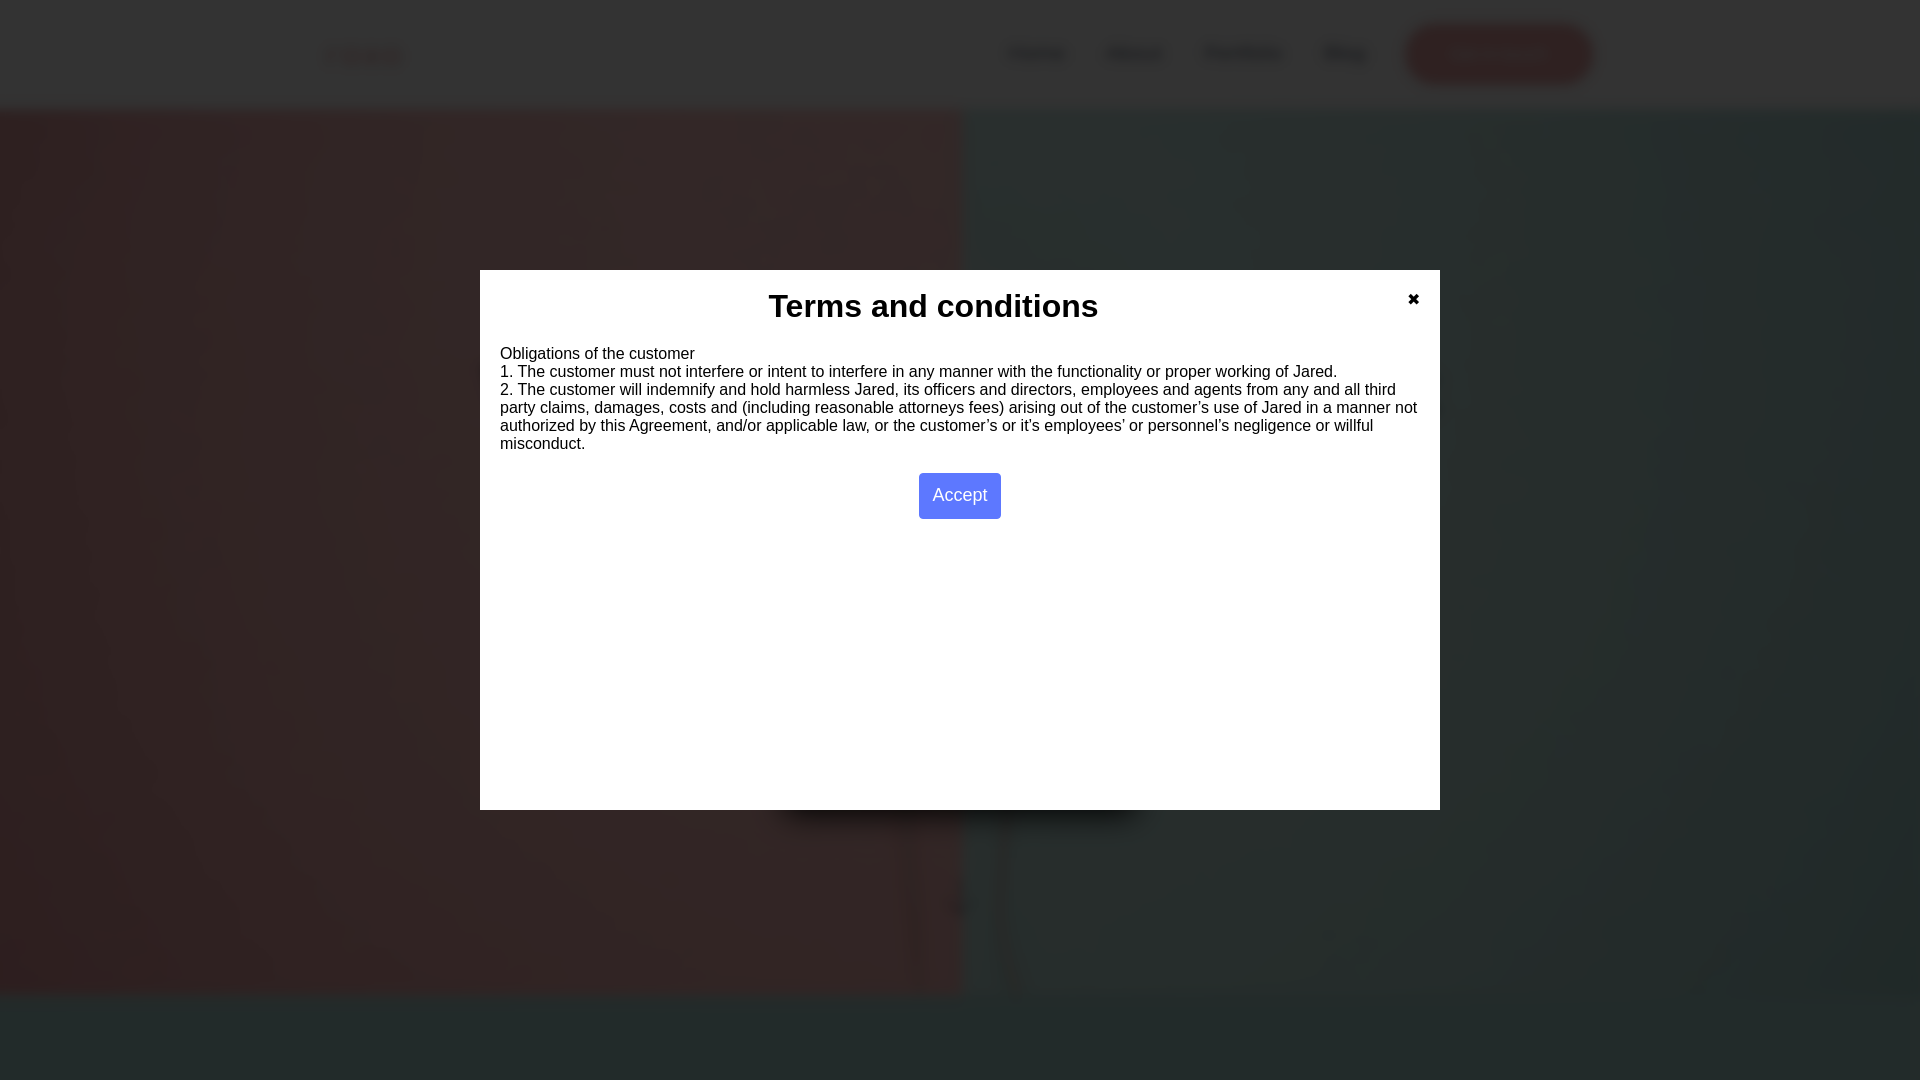 Terms and conditions
✖
Obligations of the customer
1. The customer must not interfere or intent to interfere in any manner with the functionality or proper working of Jared.
2. The customer will indemnify and hold harmless Jared, its officers and directors, employees and agents from any and all third
party claims, damages, costs and (including reasonable attorneys fees) arising out of the customer’s use of Jared in a manner not
authorized by this Agreement, and/or applicable law, or the customer’s or it’s employees’ or personnel’s negligence or willful
misconduct.
Accept